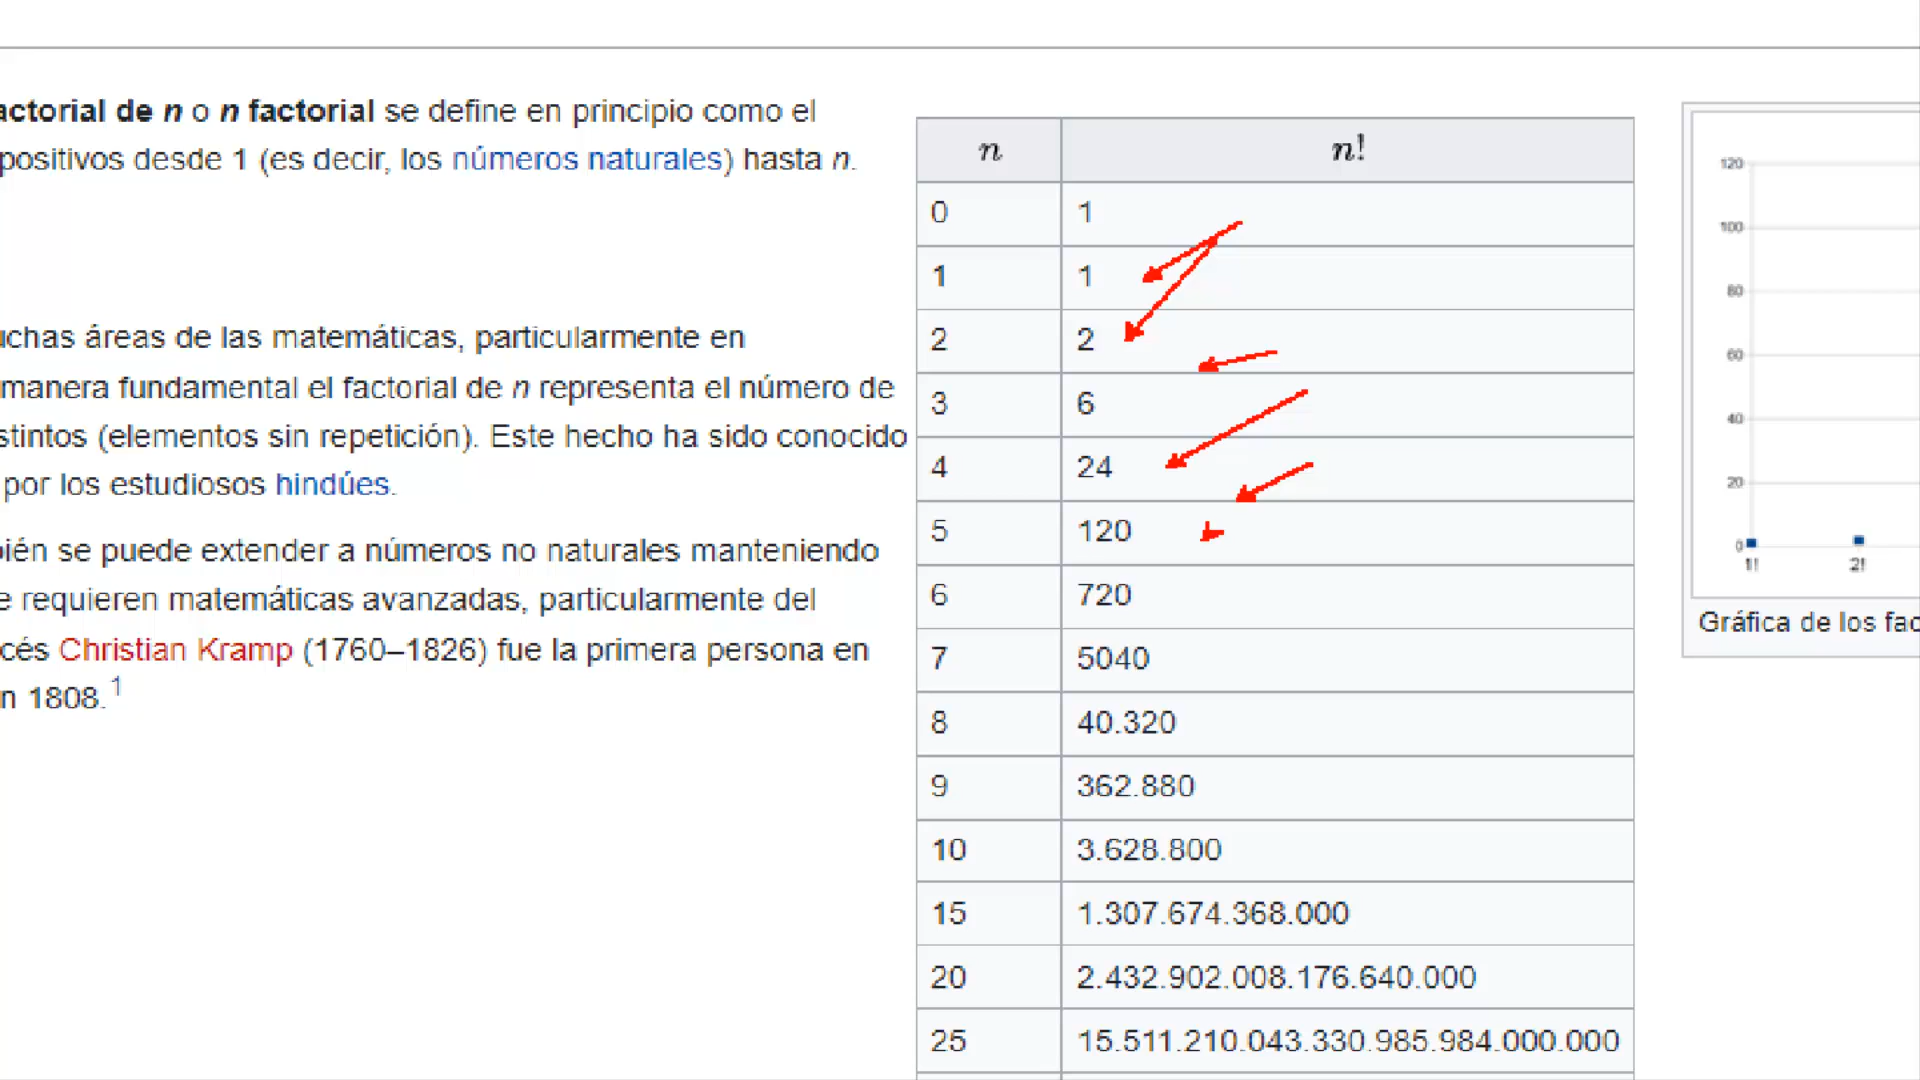 actorial de n o n factorial se define en principio como el
positivos desde 1 (es decir, los números naturales) hasta n.
uchas áreas de las matemáticas, particularmente en
manera fundamental el factorial de n representa el número de
stintos (elementos sin repetición). Este hecho ha sido conocido
por los estudiosos hindúes.
bién se puede extender a números no naturales manteniendo
e requieren matemáticas avanzadas, particularmente del
cés Christian Kramp (1760–1826) fue la primera persona en
n 1808.1
n n!
0 1
1 1
2 2
3 6
4 24
5 120
6 720
7 5040
8 40.320
9 362.880
10 3.628.800
15 1.307.674.368.000
20 2.432.902.008.176.640.000
25 15.511.210.043.330.985.984.000.000
120
100
80
60
40
20
0
1! 2!
Gráfica de los fac